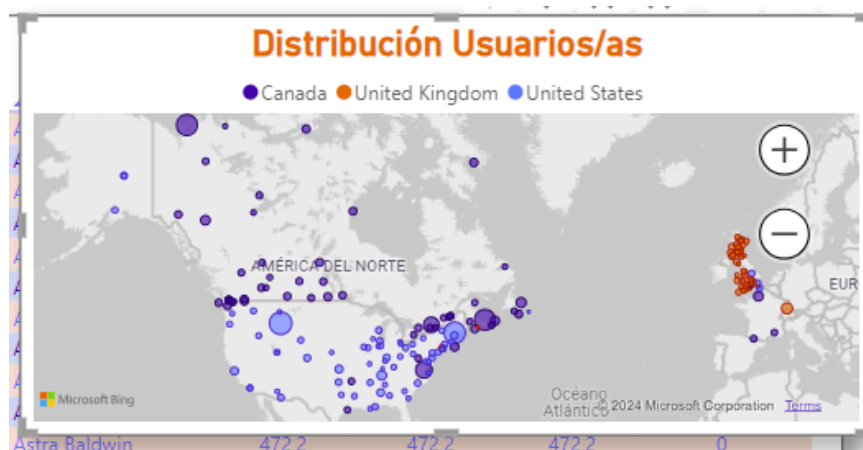 Distribución Usuarios/as
Canada United Kingdom United States
AMÉRICA DEL NORTE
EUR
Microsoft Bing
Océano
Atlántico
© 2024 Microsoft Corporation Terms
Astra Baldwin 472.2 472.2 472.2 0